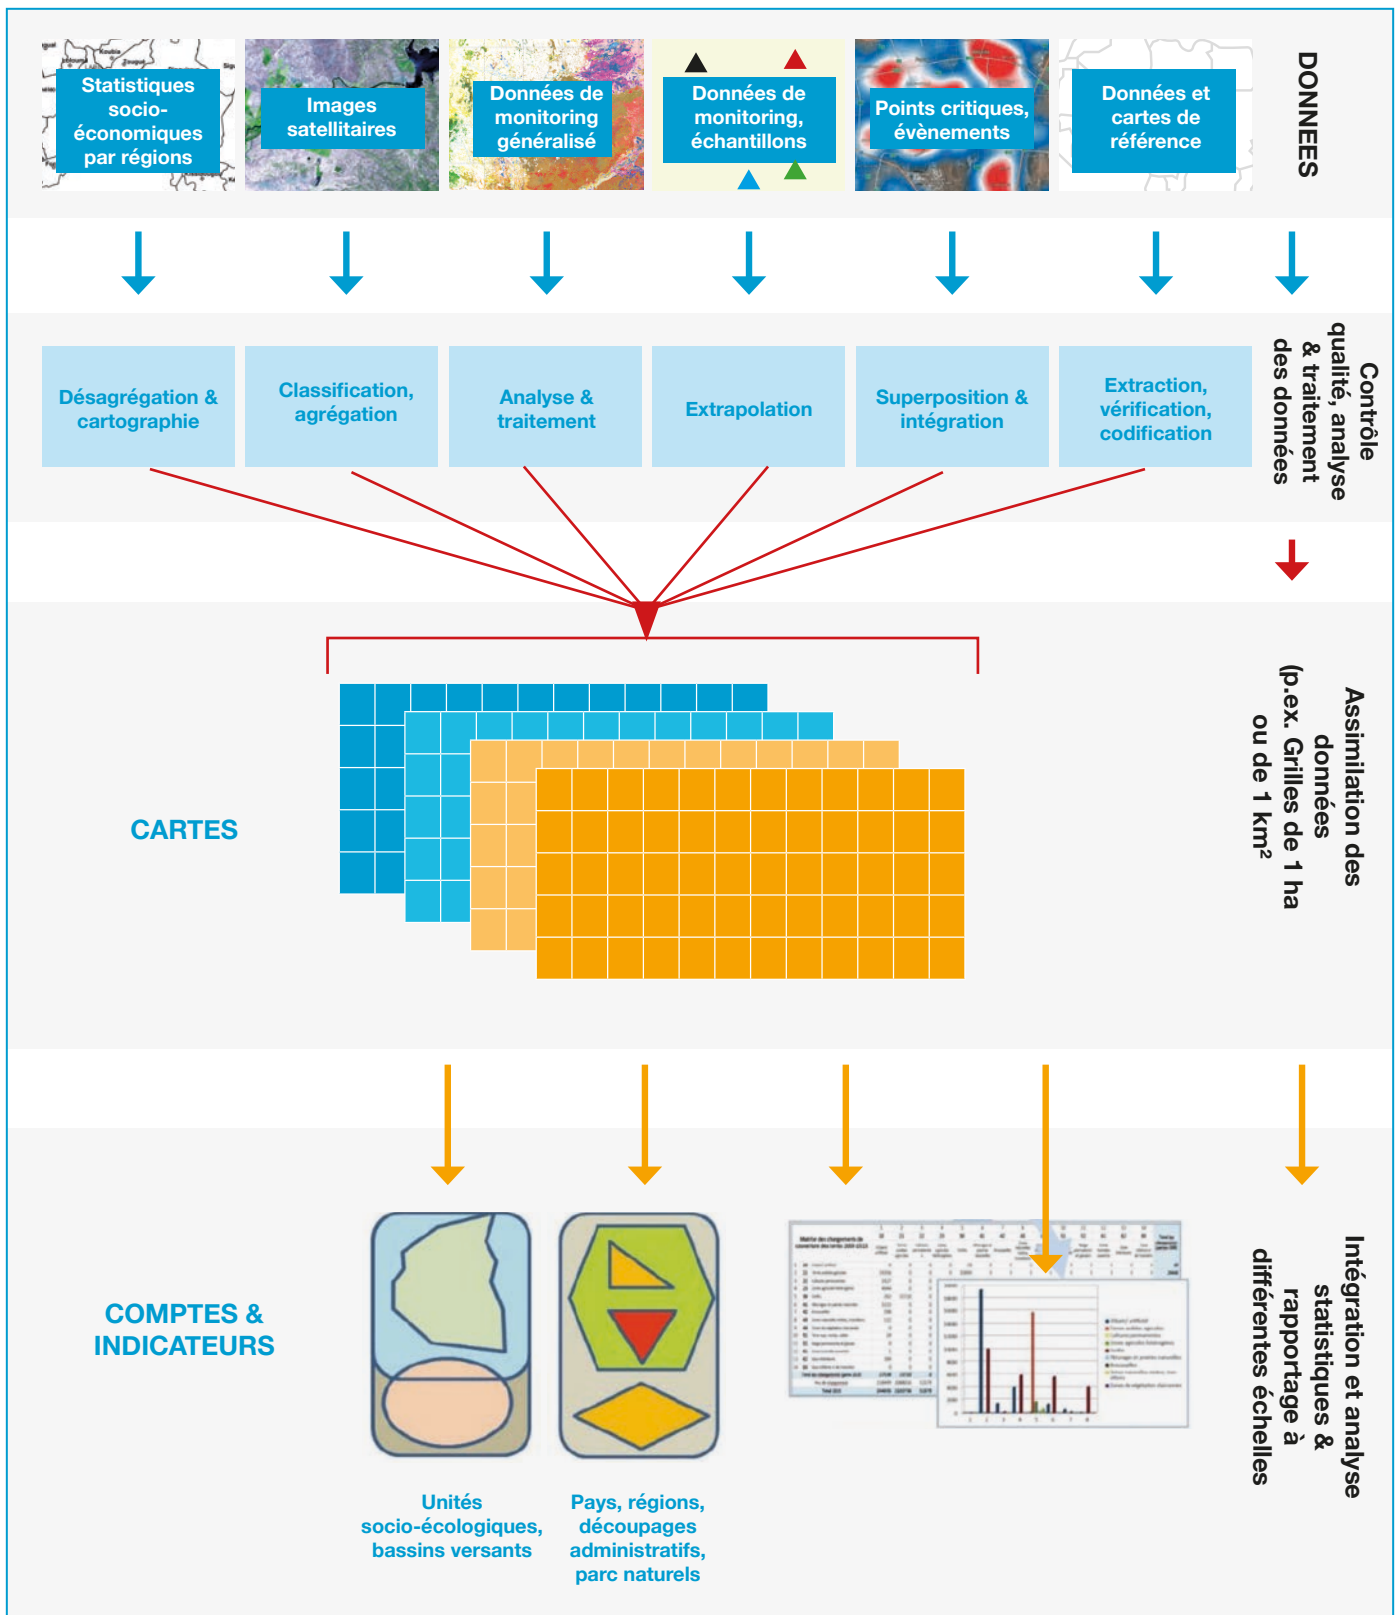 Statistiques
socio-
économiques
par régions
Images
satellitaires
Données de
monitoring
généralisé
Données de
monitoring,
échantillons
Points critiques,
évènements
Données et
cartes de
référence
DONNEES
Désagrégation &
cartographie
Classification,
agrégation
Analyse &
traitement
Extrapolation
Superposition &
intégration
Extraction,
vérification,
codification
Contrôle
qualité, analyse
& traitement
des données
CARTES
Assimilation des
données
(p.ex. Grilles de 1 ha
ou de 1 km²
COMPTES &
INDICATEURS
Unités
socio-écologiques,
bassins versants
Pays, régions,
découpages
administratifs,
parc naturels
Intégration et analyse
statistiques &
rapportage à
différentes échelles